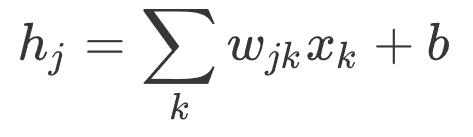 h_j = \sum_k w_{jk} x_k + b